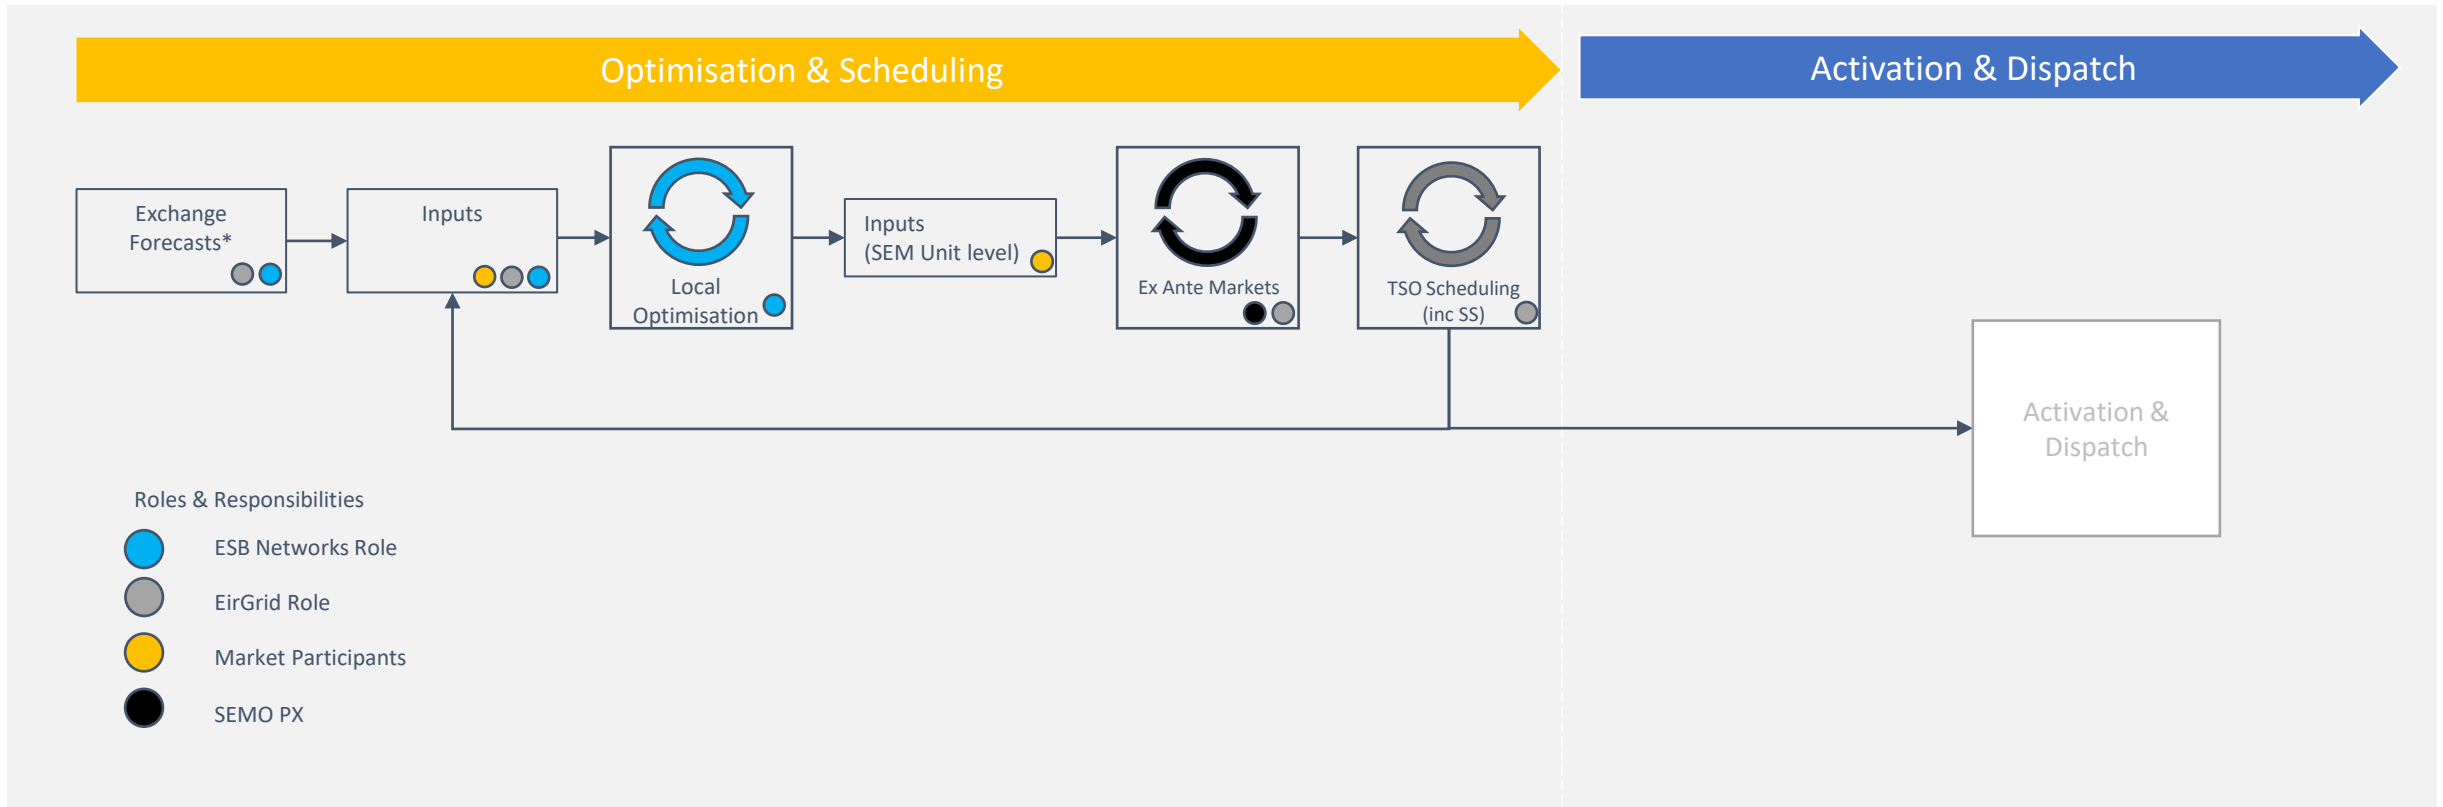 Optimisation & Scheduling
Activation & Dispatch
Exchange
Forecasts*
Inputs
Local
Optimisation
Inputs
(SEM Unit level)
Ex Ante Markets
TSO Scheduling
(inc SS)
Activation &
Dispatch
Roles & Responsibilities
ESB Networks Role
EirGrid Role
Market Participants
SEMO PX